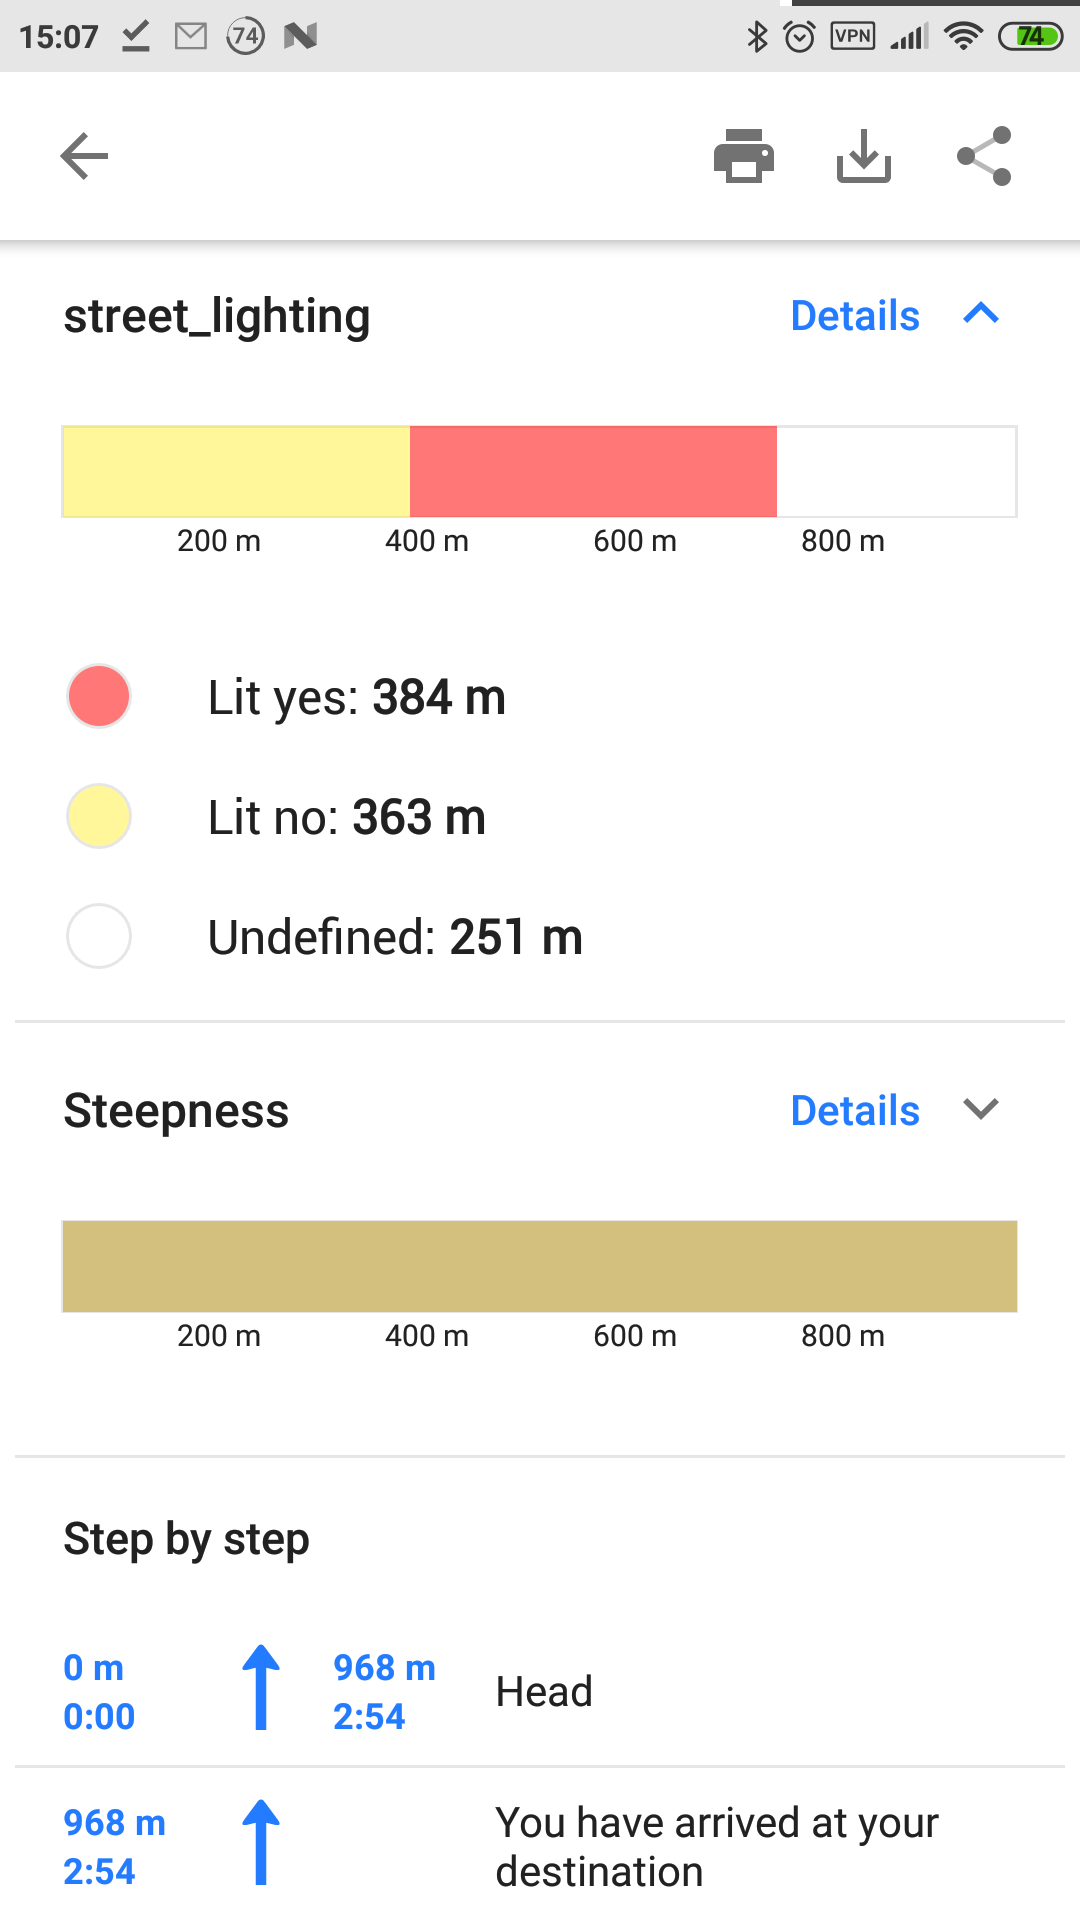 15:07 74 VPN 74
street_lighting Details
200 m 400 m 600 m 800 m
Lit yes: 384 m
Lit no: 363 m
Undefined: 251 m
Steepness Details
200 m 400 m 600 m 800 m
Step by step
0 m 968 m
Head
0:00 2:54
968 m
2:54
You have arrived at your
destination